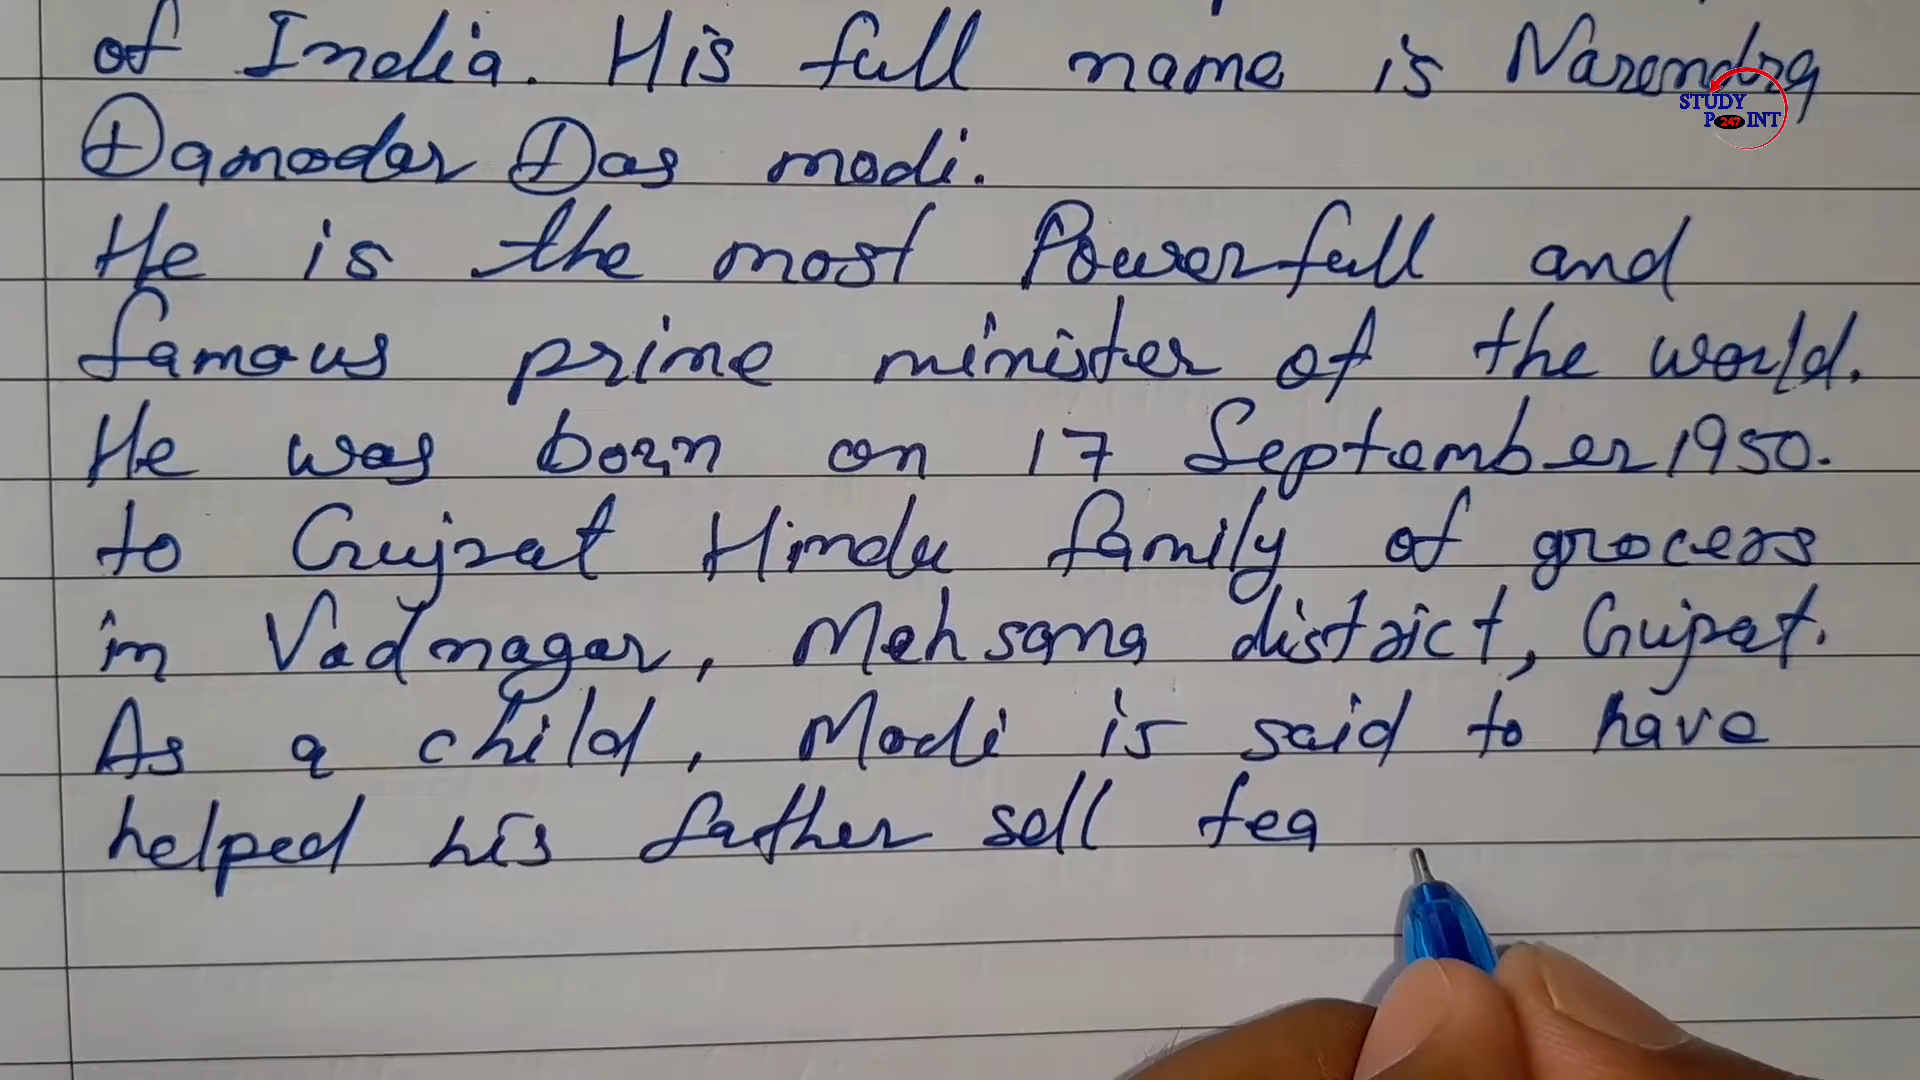 of India. His full name is Narendra
Damodar Das modi.
He is the most Powerfull and
famous prime minister of the world.
He was born on 17 September 1950.
to Gujrat Hindu family of grocers
in Vadnagar, Mehsana district, Gujrat.
As a child, Modi is said to have
helped his father sell tea
STUDY
P 247 INT